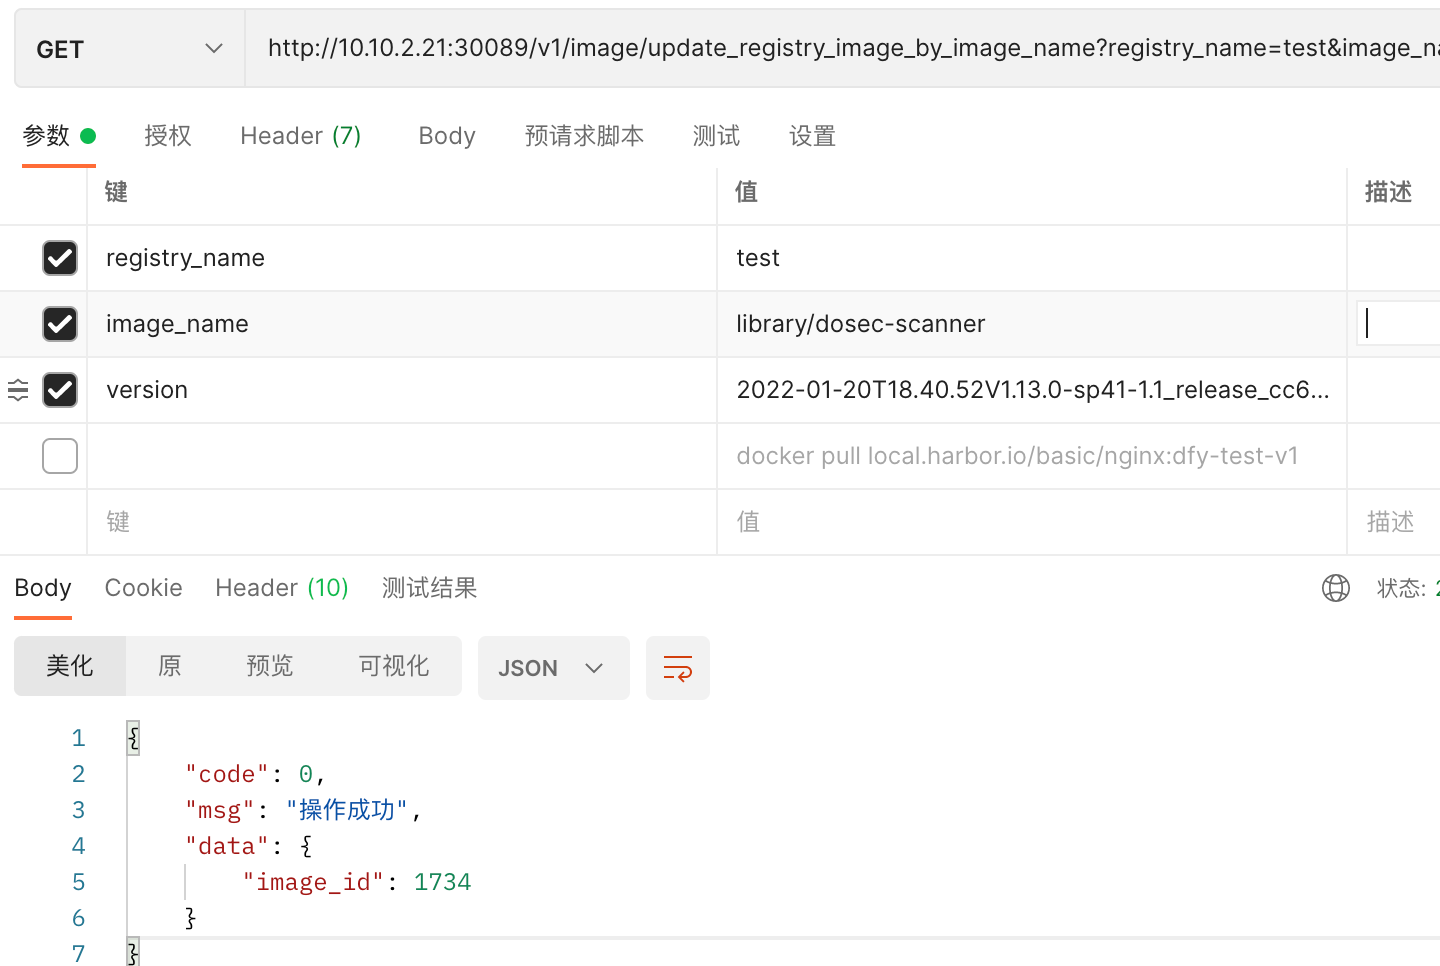 GET http://10.10.2.21:30089/v1/image/update_registry_image_by_image_name?registry_name=test&image_na
参数 授权 Header (7) Body 预请求脚本 测试 设置
键 值 描述
registry_name test
image_name library/dosec-scanner
version 2022-01-20T18.40.52V1.13.0-sp41-1.1_release_cc6...
docker pull local.harbor.io/basic/nginx:dfy-test-v1
键 值 描述
Body Cookie Header (10) 测试结果 状态: 2
美化 原 预览 可视化 JSON
1 {
2 "code": 0,
3 "msg": "操作成功",
4 "data": {
5 "image_id": 1734
6 }
7 }